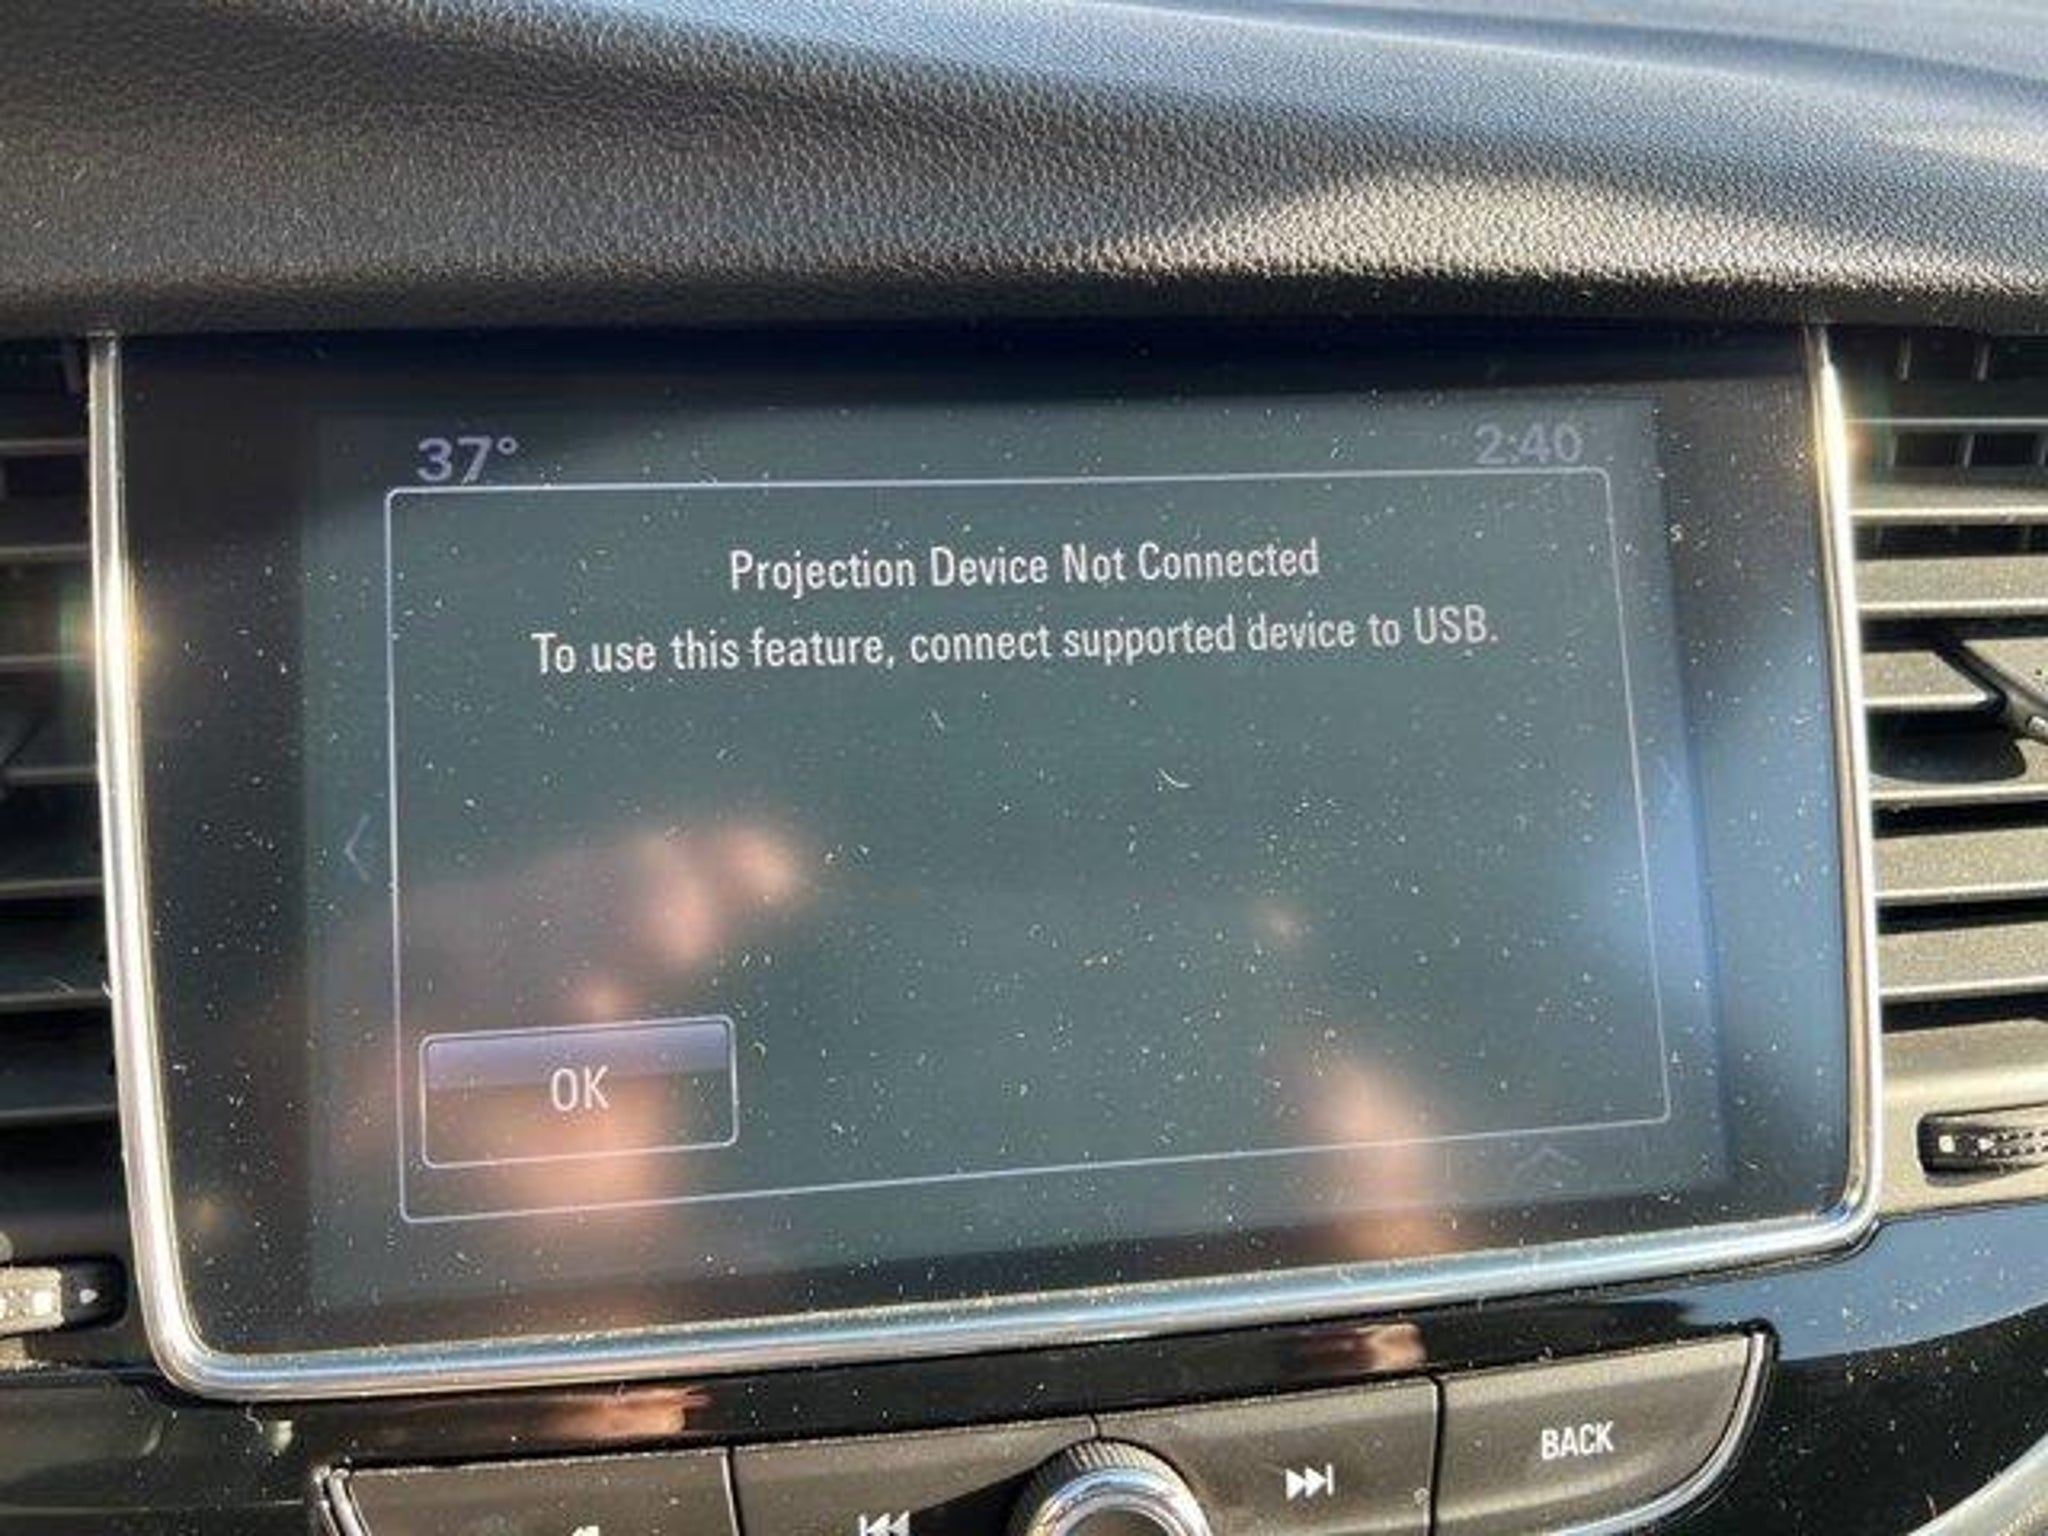 37°
2:40
Projection Device Not Connected
To use this feature, connect supported device to USB.
OK
BACK